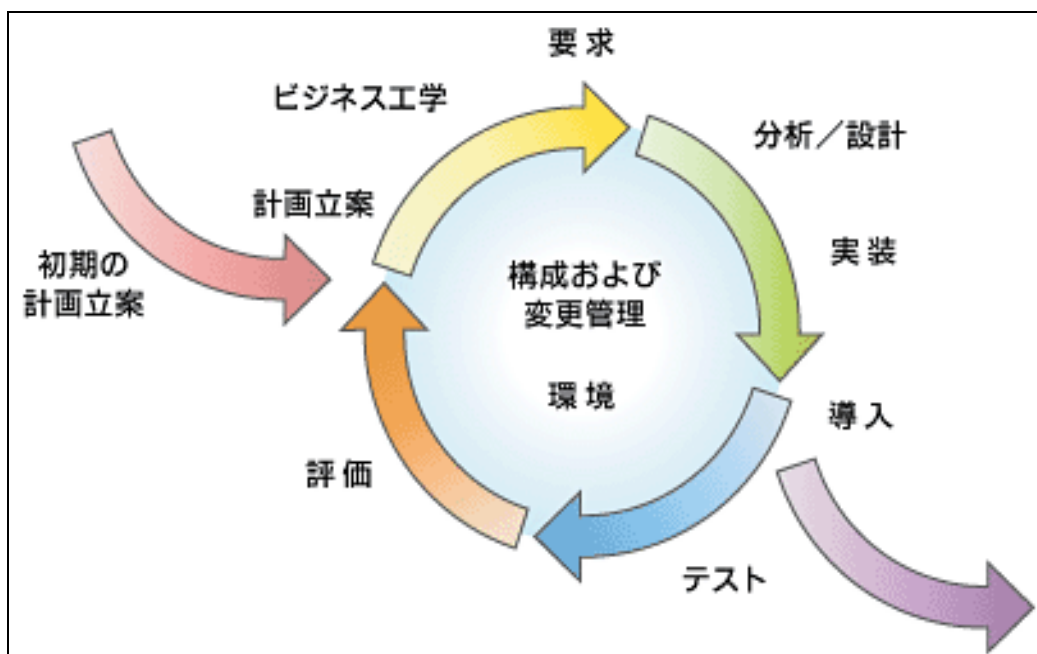 要求
ビジネス工学
分析／設計
計画立案
実装
初期の
計画立案
構成および
変更管理
環境
導入
評価
テスト